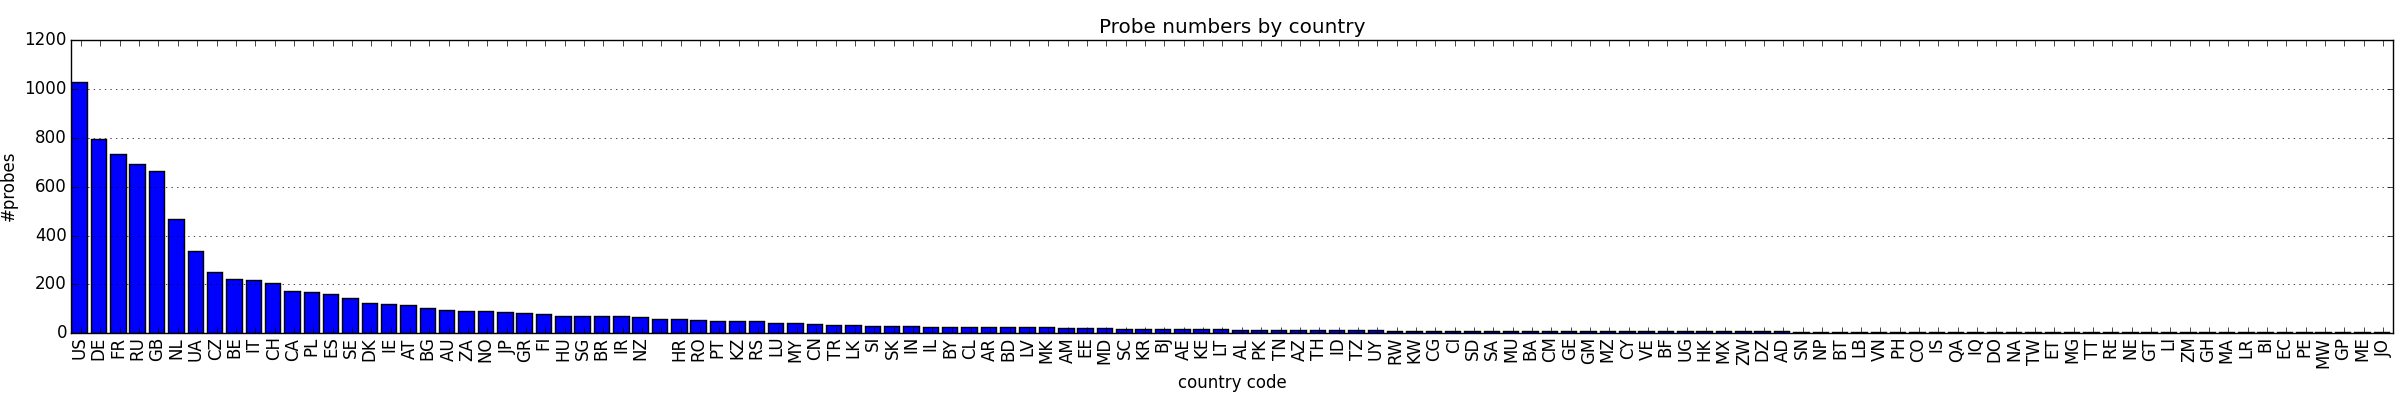 Probe numbers by country
1200
1000
800
600
400
200
0
#probes
US DE FR RU GB NL UA CZ BE IT CH CA PL ES SE DK IE AT BG AU ZA NO JP GR FI HU SG BR IR NZ HR RO PT KZ RS LU MY CN TR LK SI SK IN IL BY CL AR BD LV MK AM EE MD SC KR BJ AE KE LT AL PK TN AZ TH ID TZ UY RW KW CG CI SD SA MU BA CM GE GM MZ CY VE BF UG HK MX ZW DZ AD SN NP BT LB VN PH CO IS QA IQ DO NA TW ET MG TT RE NE GT LI ZM GH MA LR BI EC PE MW GP ME JO
country code